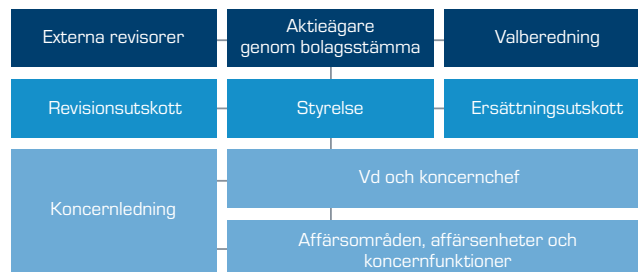 Externa revisorer
Aktieägare
genom bolagsstämma
Valberedning
Revisionsutskott
Styrelse
Ersättningsutskott
Koncernledning
Vd och koncernchef
Affärsområden, affärsenheter och
koncernfunktioner